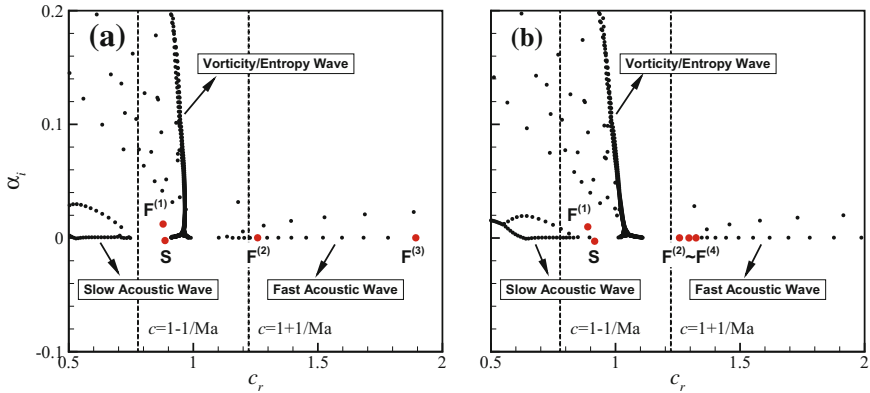 (a)
(b)
0.2
0.1
0
-0.1
α_i
Vorticity/Entropy Wave
F^(1)
S
F^(2)
F^(3)
Slow Acoustic Wave
Fast Acoustic Wave
c=1-1/Ma
c=1+1/Ma
0.5
1
1.5
2
c_r
Vorticity/Entropy Wave
F^(1)
S
F^(2)~F^(4)
Slow Acoustic Wave
Fast Acoustic Wave
c=1-1/Ma
c=1+1/Ma
0.5
1
1.5
2
c_r